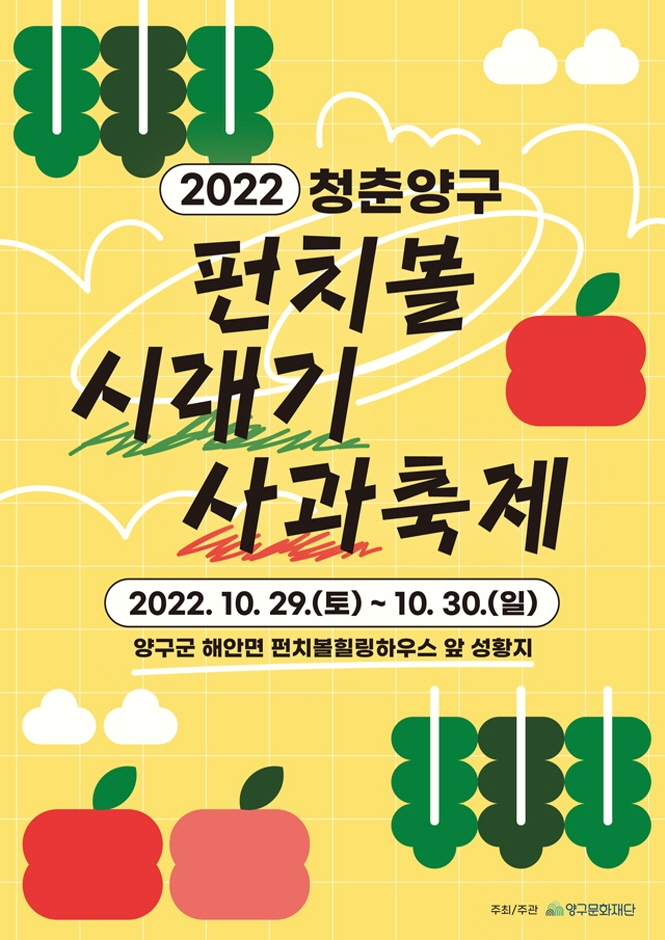 2022 청춘양구
펀치볼
시래기
사과축제
2022. 10. 29.(토) ~ 10. 30.(일)
양구군 해안면 펀치볼힐링하우스 앞 성황지
주최/주관 양구문화재단